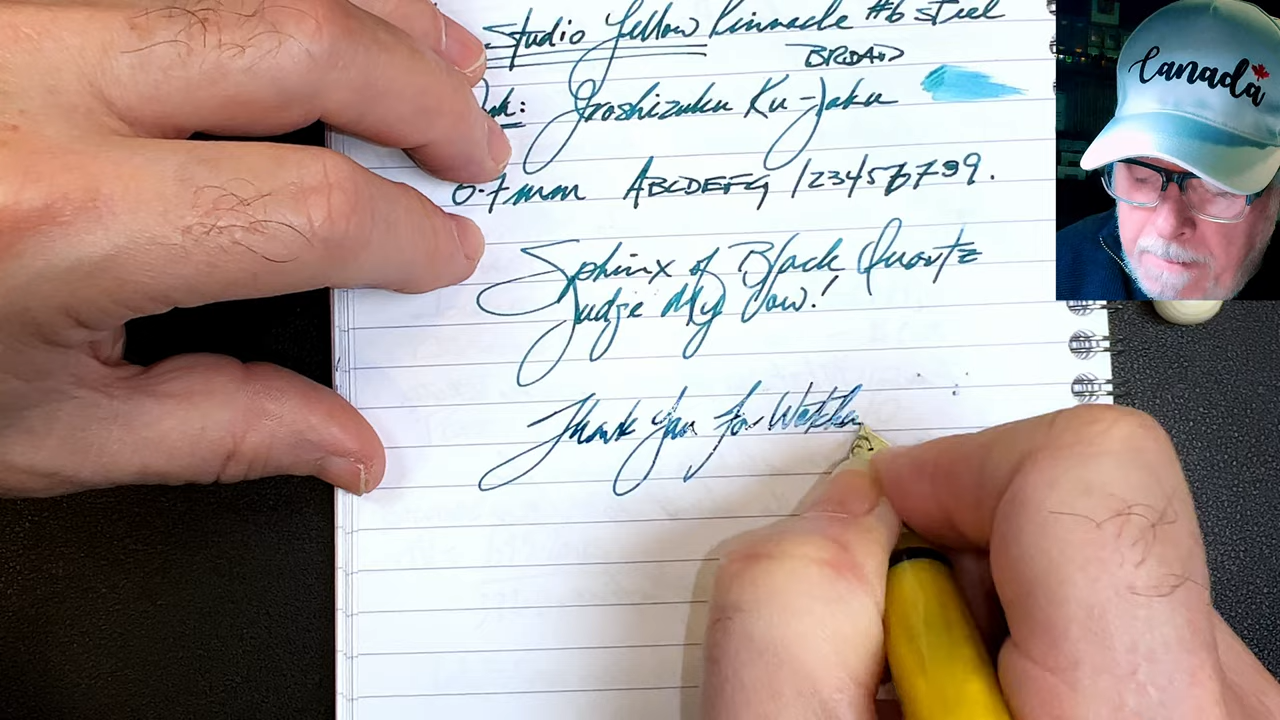 Studio Yellow Pinnacle #6 steel
BROAD
Ink: Iroshizuku Ku-Jaku
0.7mm ABCDEFG 123456789.
Sphinx of Black Quartz
Judge My Vow!
Thank You For Watchin
Canada